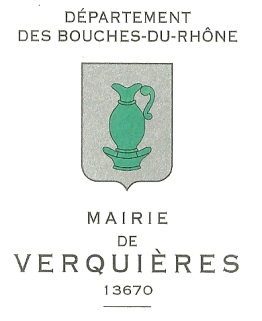 DÉPARTEMENT
DES BOUCHES-DU-RHÔNE
MAIRIE
DE
VERQUIÈRES
13670